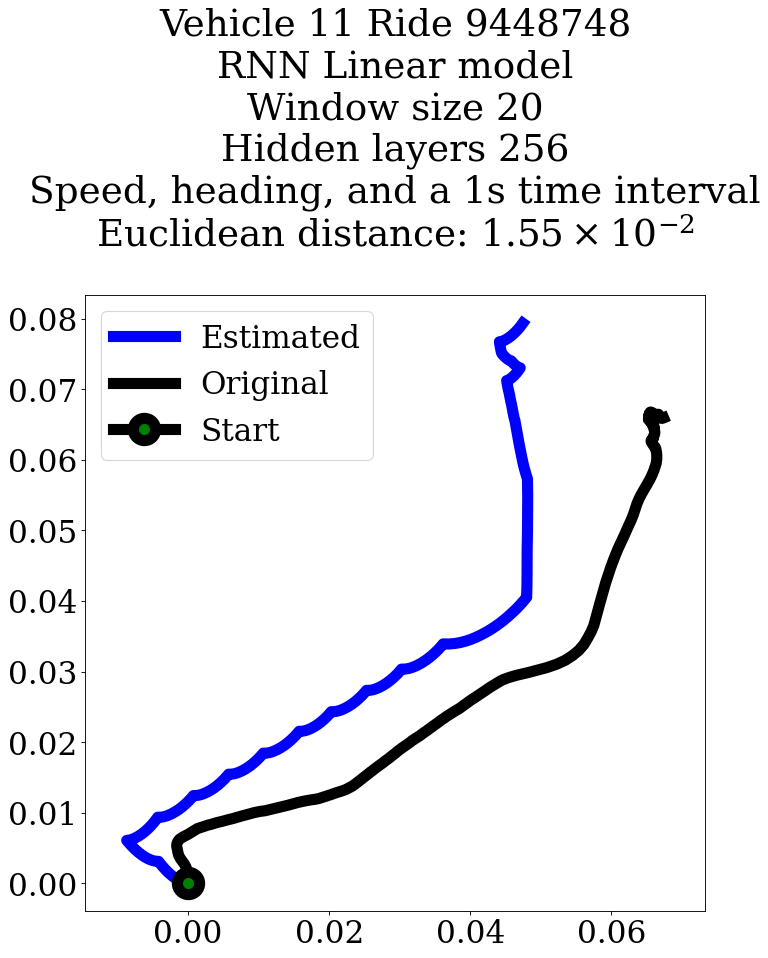 Vehicle 11 Ride 9448748
RNN Linear model
Window size 20
Hidden layers 256
Speed, heading, and a 1s time interval
Euclidean distance: 1.55 × 10⁻²
Estimated
Original
Start
0.08
0.07
0.06
0.05
0.04
0.03
0.02
0.01
0.00
0.00 0.02 0.04 0.06